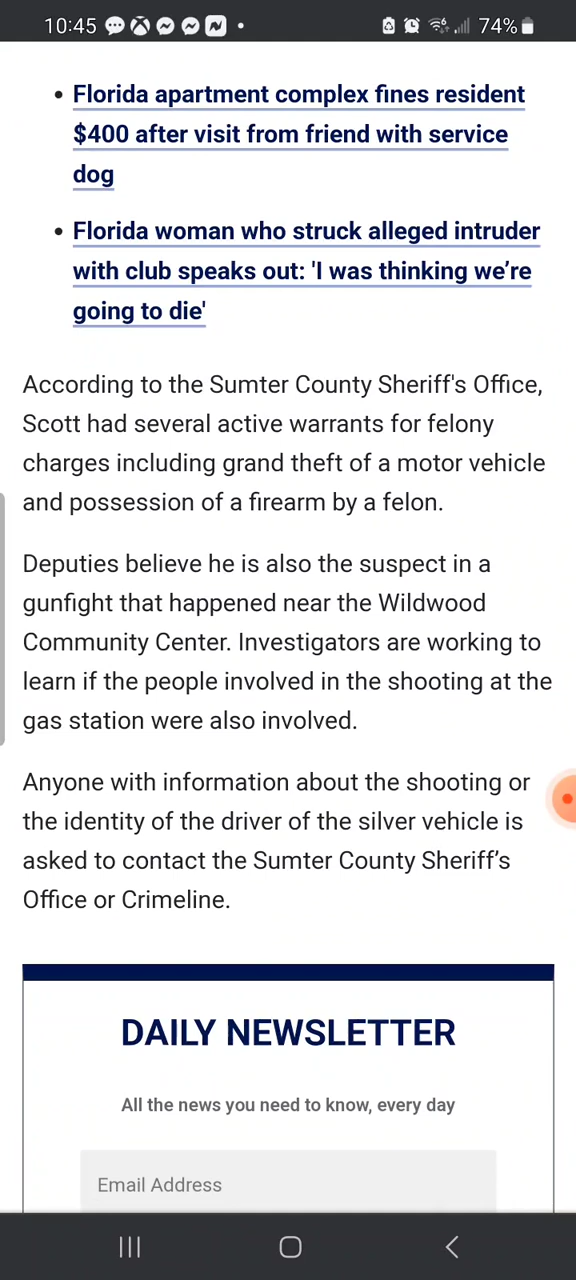 10:45 74%
Florida apartment complex fines resident
$400 after visit from friend with service
dog
Florida woman who struck alleged intruder
with club speaks out: 'I was thinking we’re
going to die'
According to the Sumter County Sheriff's Office,
Scott had several active warrants for felony
charges including grand theft of a motor vehicle
and possession of a firearm by a felon.
Deputies believe he is also the suspect in a
gunfight that happened near the Wildwood
Community Center. Investigators are working to
learn if the people involved in the shooting at the
gas station were also involved.
Anyone with information about the shooting or
the identity of the driver of the silver vehicle is
asked to contact the Sumter County Sheriff’s
Office or Crimeline.
DAILY NEWSLETTER
All the news you need to know, every day
Email Address